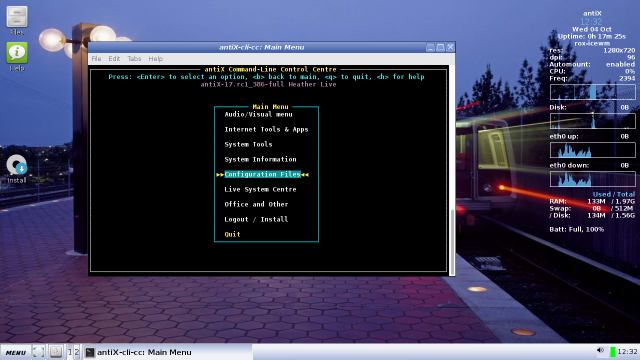 Files
Help
Install
antiX-cli-cc: Main Menu
File Edit Tabs Help
antiX Command-Line Control Centre
Press: <Enter> to select an option, <b> back to main, <q> to quit, <h> for help
antiX-17.rc1_386-full Heather Live
Main Menu
Audio/Visual menu
Internet Tools & Apps
System Tools
System Information
Configuration Files
Live System Centre
Office and Other
Logout / Install
Quit
antiX
12:32
Wed 04 Oct
Uptime: 0h 17m 25s
rox-icewm
res: 1280x720
dpi: 96
Automount: enabled
CPU: 0%
Freq: 2394
Disk: 0B
eth0 up: 0B
eth0 down: 0B
Used / Total
RAM: 133M / 1.97G
Swap: 0B / 512M
/ Disk: 134M / 1.56G
Batt: Full, 100%
MENU 1 2 antiX-cli-cc: Main Menu 12:32